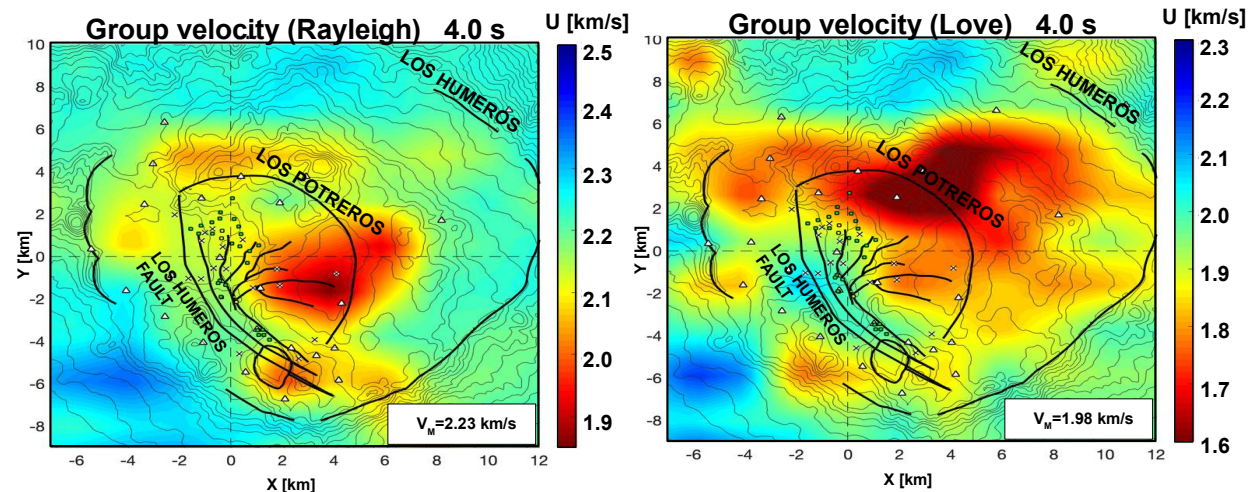 Group velocity (Rayleigh) 4.0 s
U [km/s]
10
8
6
4
2
0
-2
-4
-6
-8
Y [km]
LOS HUMEROS
LOS POTREROS
LOS HUMEROS
FAULT
V_M=2.23 km/s
-6 -4 -2 0 2 4 6 8 10 12
X [km]
2.5
2.4
2.3
2.2
2.1
2.0
1.9
Group velocity (Love) 4.0 s
U [km/s]
10
8
6
4
2
0
-2
-4
-6
-8
LOS HUMEROS
LOS POTREROS
LOS HUMEROS
FAULT
V_M=1.98 km/s
-6 -4 -2 0 2 4 6 8 10 12
X [km]
2.3
2.2
2.1
2.0
1.9
1.8
1.7
1.6